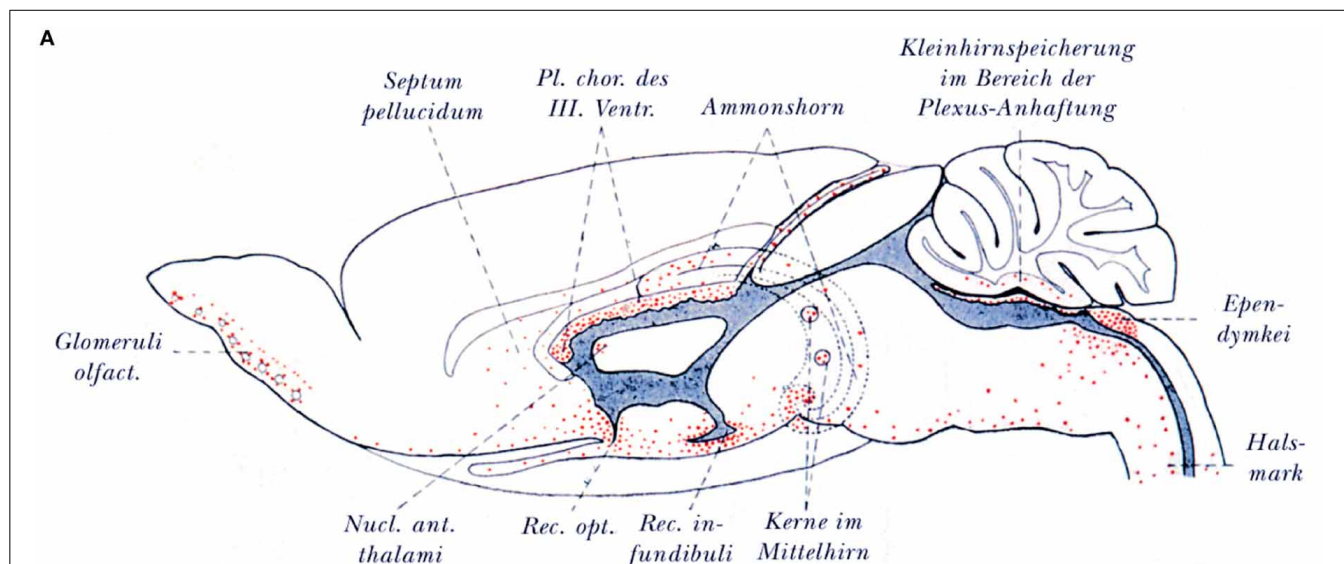 A
Septum
pellucidum
Pl. chor. des
III. Ventr.
Ammonshorn
Kleinhirnspeicherung
im Bereich der
Plexus-Anhaftung
Glomeruli
olfact.
Epen-
dymkei
Hals-
mark
Nucl. ant.
thalami
Rec. opt.
Rec. in-
fundibuli
Kerne im
Mittelhirn